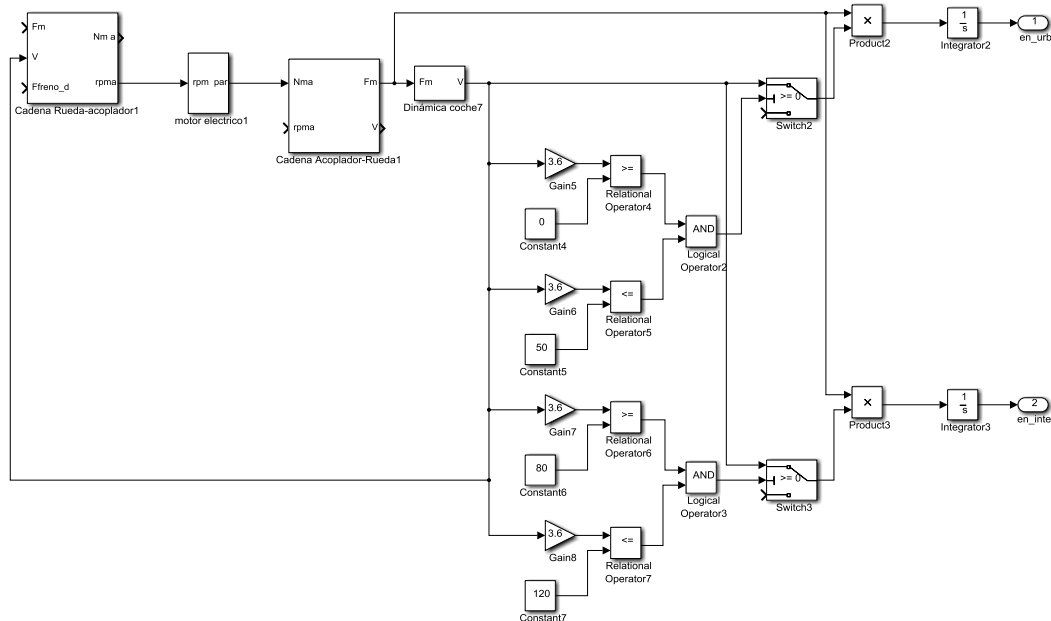 Fm
Nm a
V
rpma
Ffreno_d
Cadena Rueda-acoplador1
rpm par
motor electrico1
Nma
Fm
rpma
V
Cadena Acoplador-Rueda1
Fm V
Dinámica coche7
×
Product2
1
s
Integrator2
1
en_urb
>= 0
Switch2
3.6
Gain5
>=
Relational
Operator4
0
Constant4
AND
Logical
Operator2
3.6
Gain6
<=
Relational
Operator5
50
Constant5
×
Product3
1
s
Integrator3
2
en_inte
3.6
Gain7
>=
Relational
Operator6
80
Constant6
AND
Logical
Operator3
>= 0
Switch3
3.6
Gain8
<=
Relational
Operator7
120
Constant7